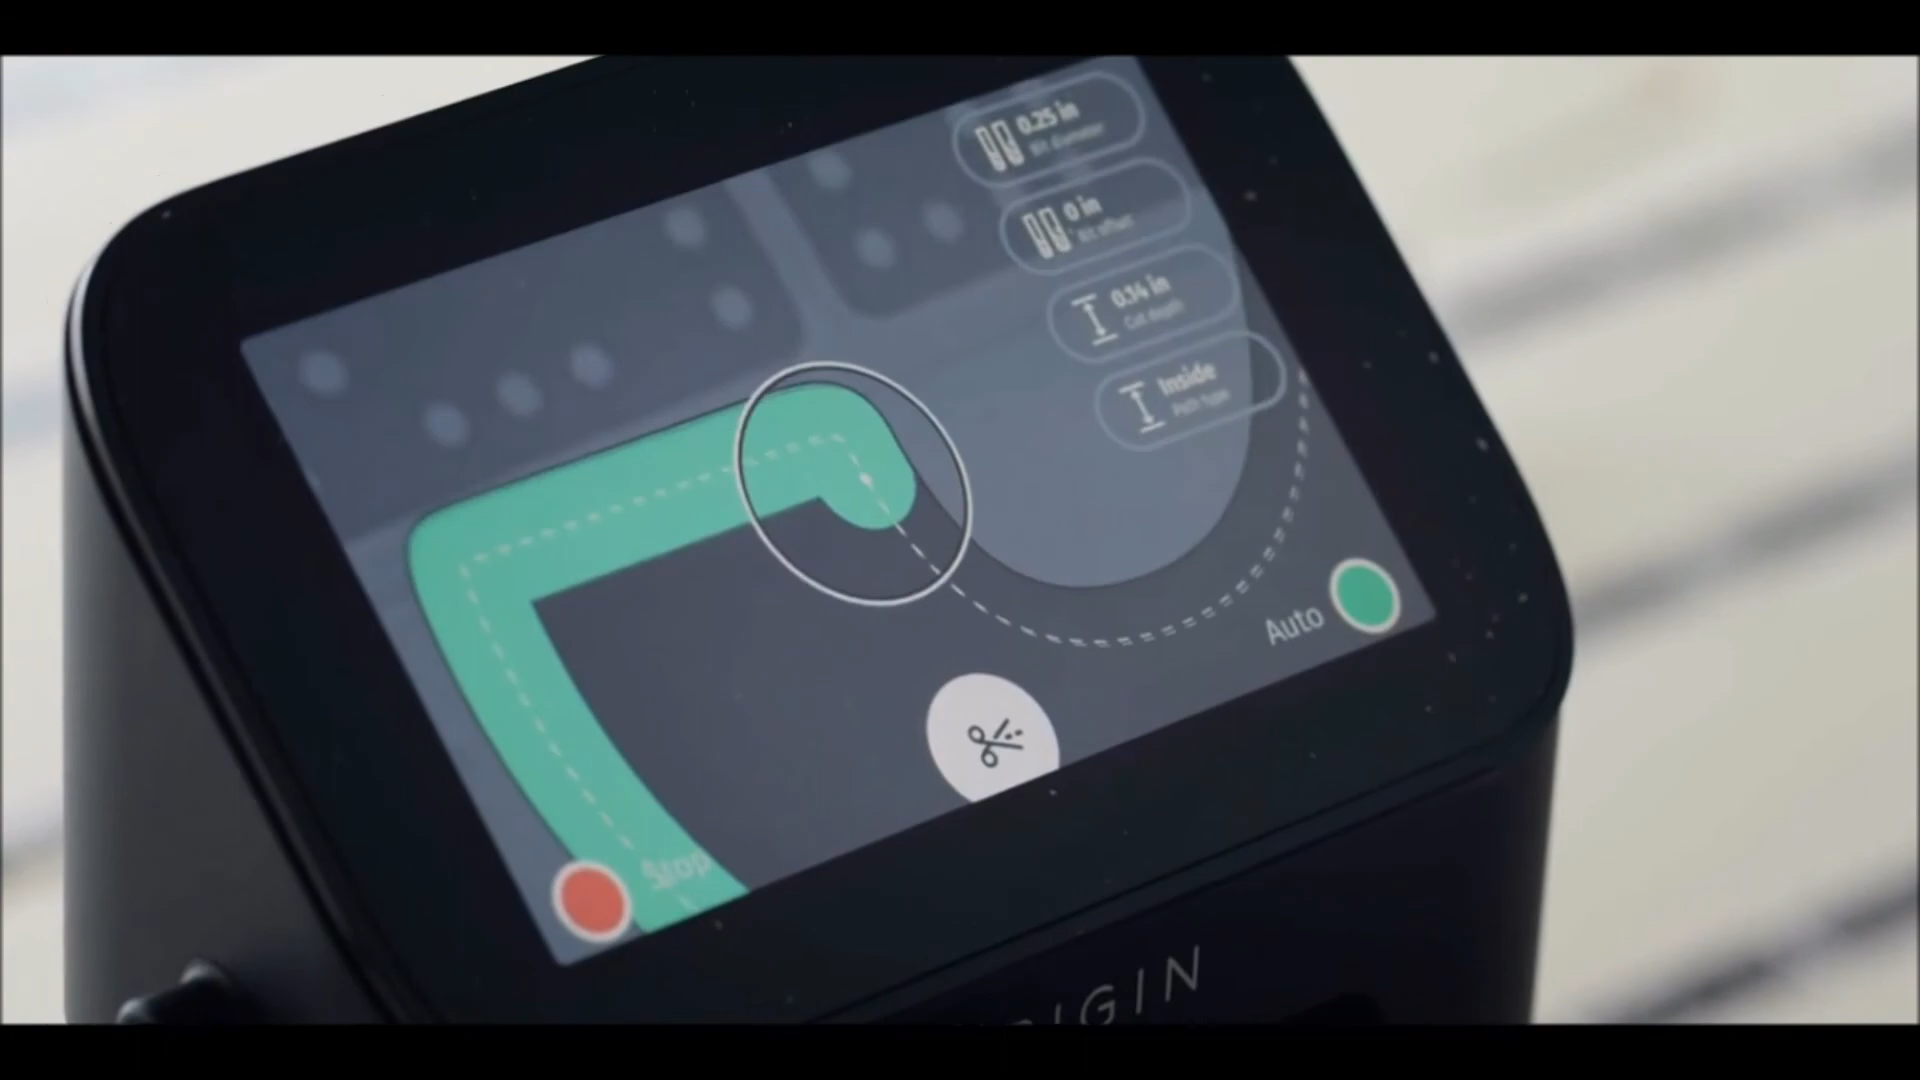 0.25 in
Bit diameter
0 in
Bit offset
0.14 in
Cut depth
Inside
Path type
Auto
Stop
RIGIN